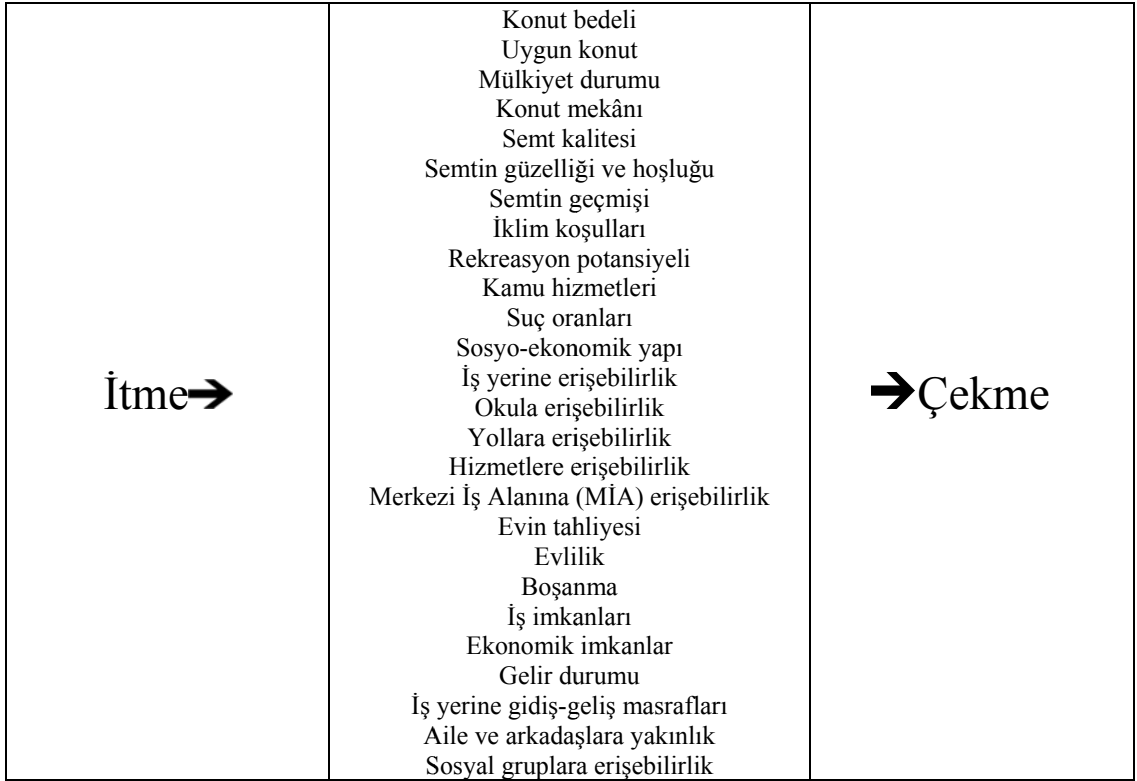 Konut bedeli
Uygun konut
Mülkiyet durumu
Konut mekânı
Semt kalitesi
Semtin güzelliği ve hoşluğu
Semtin geçmişi
İklim koşulları
Rekreasyon potansiyeli
Kamu hizmetleri
Suç oranları
Sosyo-ekonomik yapı
İş yerine erişebilirlik
İtme➔
➔Çekme
Okula erişebilirlik
Yollara erişebilirlik
Hizmetlere erişebilirlik
Merkezi İş Alanına (MİA) erişebilirlik
Evin tahliyesi
Evlilik
Boşanma
İş imkanları
Ekonomik imkanlar
Gelir durumu
İş yerine gidiş-geliş masrafları
Aile ve arkadaşlara yakınlık
Sosyal gruplara erişebilirlik